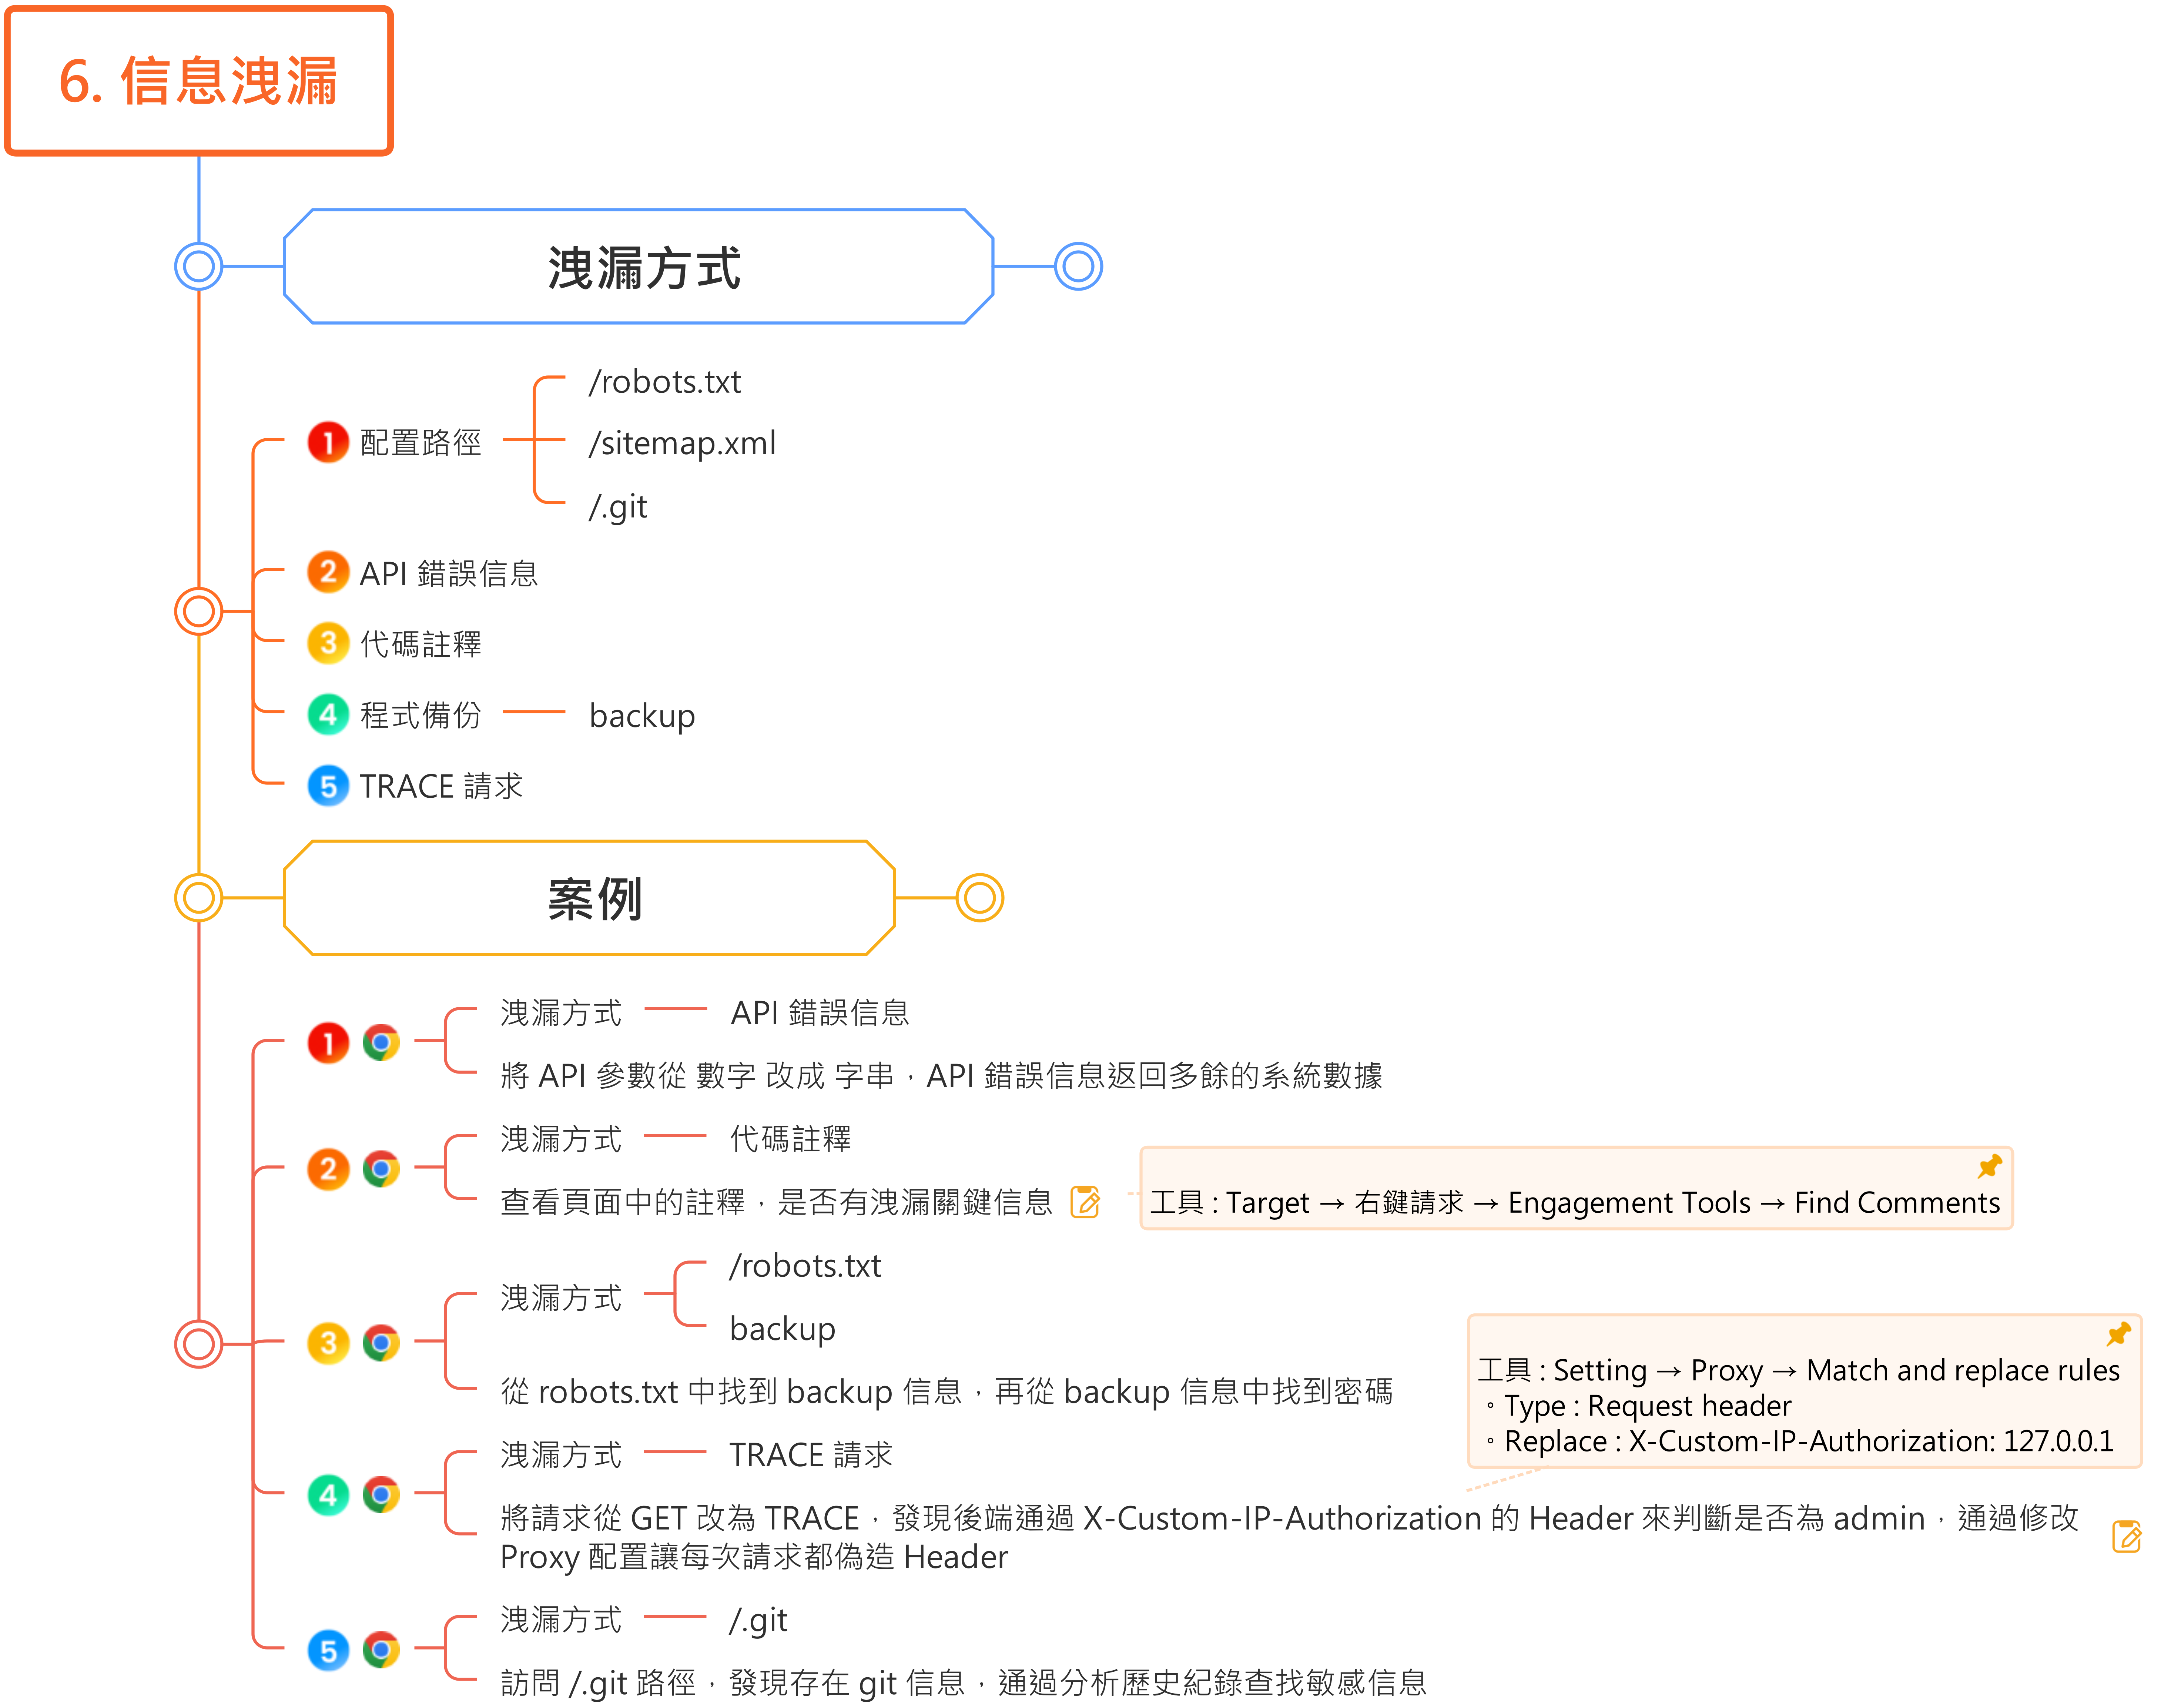 6. 信息洩漏
洩漏方式
/robots.txt
1 配置路徑
/sitemap.xml
/.git
2 API 錯誤信息
3 代碼註釋
4 程式備份
backup
5 TRACE 請求
案例
1
洩漏方式
API 錯誤信息
將 API 參數從 數字 改成 字串，API 錯誤信息返回多餘的系統數據
2
洩漏方式
代碼註釋
查看頁面中的註釋，是否有洩漏關鍵信息
工具 : Target → 右鍵請求 → Engagement Tools → Find Comments
3
洩漏方式
/robots.txt
backup
從 robots.txt 中找到 backup 信息，再從 backup 信息中找到密碼
工具 : Setting → Proxy → Match and replace rules
◦ Type : Request header
◦ Replace : X-Custom-IP-Authorization: 127.0.0.1
4
洩漏方式
TRACE 請求
將請求從 GET 改為 TRACE，發現後端通過 X-Custom-IP-Authorization 的 Header 來判斷是否為 admin，通過修改
Proxy 配置讓每次請求都偽造 Header
5
洩漏方式
/.git
訪問 /.git 路徑，發現存在 git 信息，通過分析歷史紀錄查找敏感信息